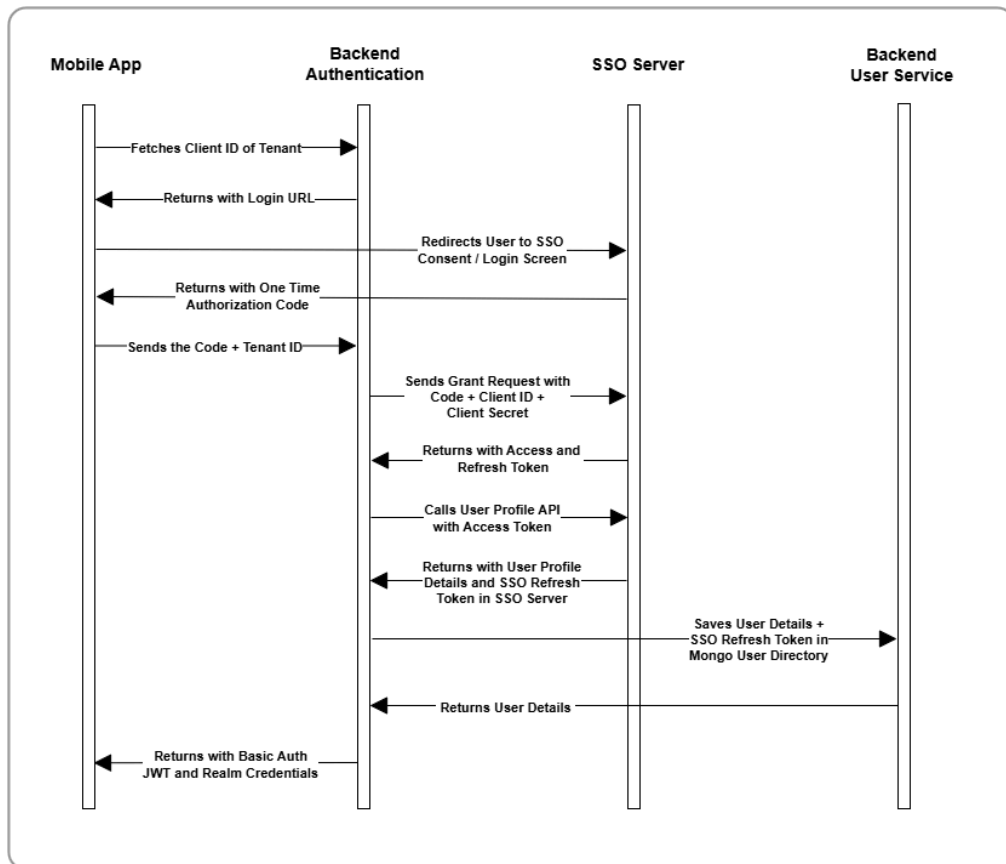 Mobile App
Backend
Authentication
SSO Server
Backend
User Service
Fetches Client ID of Tenant
Returns with Login URL
Redirects User to SSO
Consent / Login Screen
Returns with One Time
Authorization Code
Sends the Code + Tenant ID
Sends Grant Request with
Code + Client ID +
Client Secret
Returns with Access and
Refresh Token
Calls User Profile API
with Access Token
Returns with User Profile
Details and SSO Refresh
Token in SSO Server
Saves User Details +
SSO Refresh Token in
Mongo User Directory
Returns User Details
Returns with Basic Auth
JWT and Realm Credentials